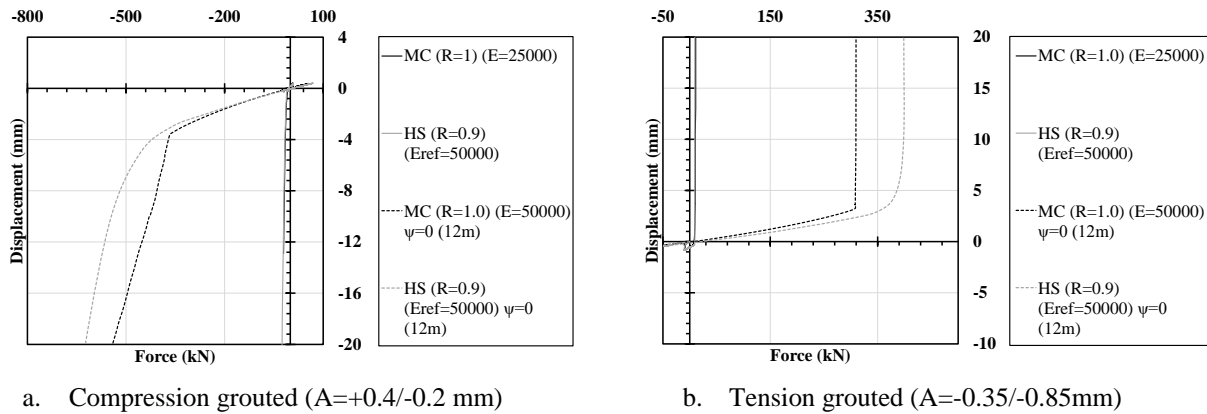 -800 -500 -200 100
4
0
-4
-8
-12
-16
-20
Displacement (mm)
Force (kN)
MC (R=1) (E=25000)
HS (R=0.9)
(Eref=50000)
MC (R=1.0) (E=50000)
ψ=0 (12m)
HS (R=0.9)
(Eref=50000) ψ=0
(12m)
a. Compression grouted (A=+0.4/-0.2 mm)
-50 150 350
20
15
10
5
0
-5
-10
Displacement (mm)
Force (kN)
MC (R=1.0) (E=25000)
HS (R=0.9)
(Eref=50000)
MC (R=1.0) (E=50000)
ψ=0 (12m)
HS (R=0.9)
(Eref=50000) ψ=0
(12m)
b. Tension grouted (A=-0.35/-0.85mm)